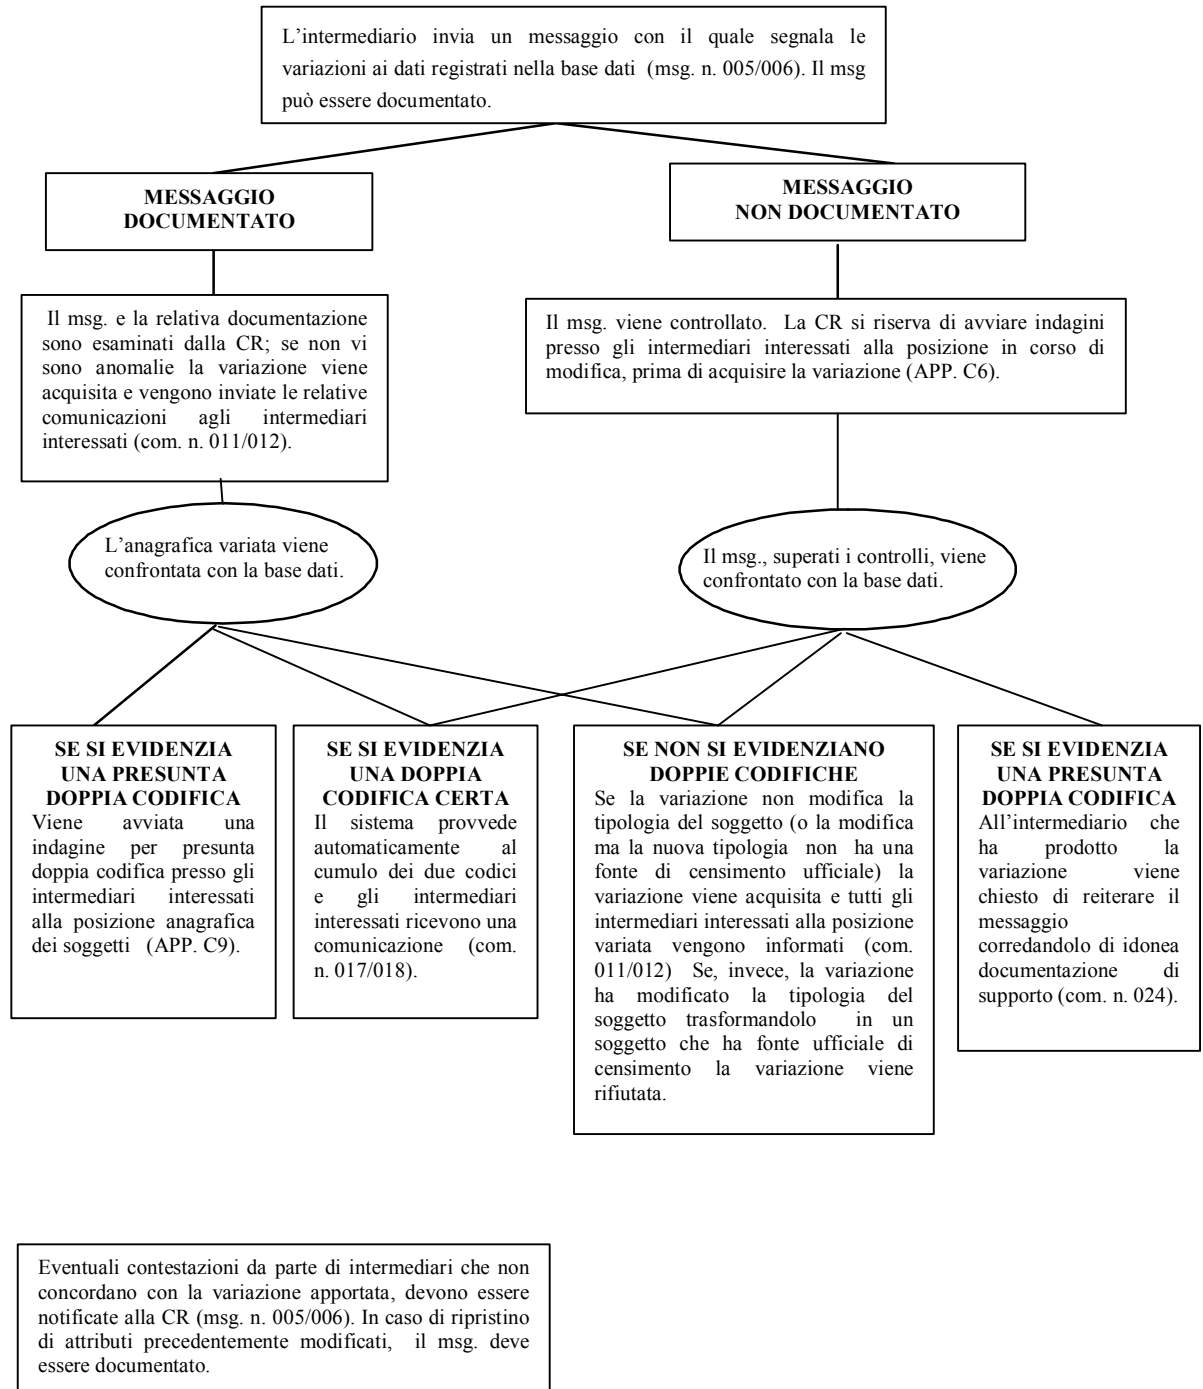 L'intermediario invia un messaggio con il quale segnala le
variazioni ai dati registrati nella base dati (msg. n. 005/006). Il msg
può essere documentato.
MESSAGGIO
DOCUMENTATO
MESSAGGIO
NON DOCUMENTATO
Il msg. e la relativa documentazione
sono esaminati dalla CR; se non vi
sono anomalie la variazione viene
acquisita e vengono inviate le relative
comunicazioni agli intermediari
interessati (com. n. 011/012).
Il msg. viene controllato. La CR si riserva di avviare indagini
presso gli intermediari interessati alla posizione in corso di
modifica, prima di acquisire la variazione (APP. C6).
L'anagrafica variata viene
confrontata con la base dati.
Il msg., superati i controlli, viene
confrontato con la base dati.
SE SI EVIDENZIA
UNA PRESUNTA
DOPPIA CODIFICA
Viene avviata una
indagine per presunta
doppia codifica presso gli
intermediari interessati
alla posizione anagrafica
dei soggetti (APP. C9).
SE SI EVIDENZIA
UNA DOPPIA
CODIFICA CERTA
Il sistema provvede
automaticamente al
cumulo dei due codici
e gli intermediari
interessati ricevono una
comunicazione (com.
n. 017/018).
SE NON SI EVIDENZIANO
DOPPIE CODIFICHE
Se la variazione non modifica la
tipologia del soggetto (o la modifica
ma la nuova tipologia non ha una
fonte di censimento ufficiale) la
variazione viene acquisita e tutti gli
intermediari interessati alla posizione
variata vengono informati (com.
011/012) Se, invece, la variazione
ha modificato la tipologia del
soggetto trasformandolo in un
soggetto che ha fonte ufficiale di
censimento la variazione viene
rifiutata.
SE SI EVIDENZIA
UNA PRESUNTA
DOPPIA CODIFICA
All'intermediario che
ha prodotto la
variazione viene
chiesto di reiterare il
messaggio
corredandolo di idonea
documentazione di
supporto (com. n. 024).
Eventuali contestazioni da parte di intermediari che non
concordano con la variazione apportata, devono essere
notificate alla CR (msg. n. 005/006). In caso di ripristino
di attributi precedentemente modificati, il msg. deve
essere documentato.